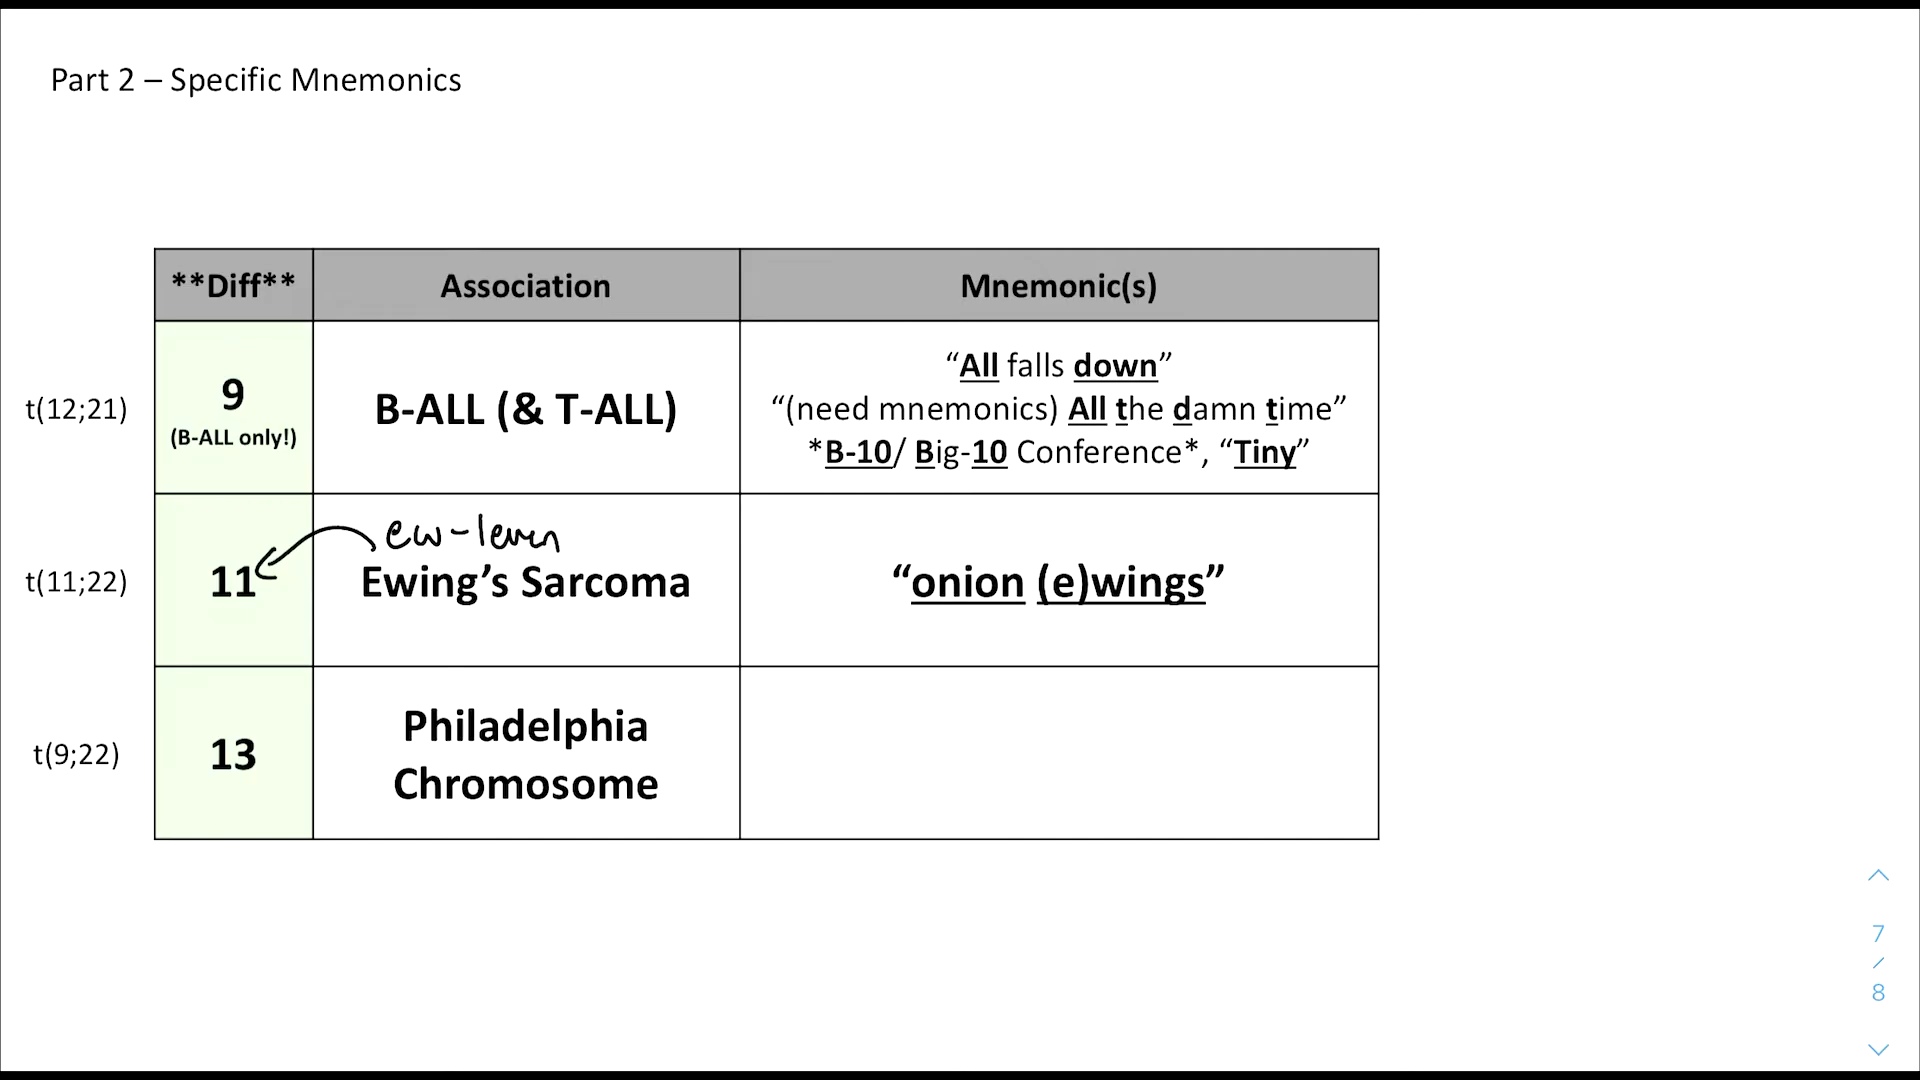 Part 2 – Specific Mnemonics
**Diff** Association Mnemonic(s)
t(12;21)
9
(B-ALL only!)
B-ALL (& T-ALL)
“All falls down”
“(need mnemonics) All the damn time”
*B-10/ Big-10 Conference*, “Tiny”
ew-leven
t(11;22) 11 Ewing’s Sarcoma “onion (e)wings”
t(9;22) 13
Philadelphia
Chromosome
7
/
8